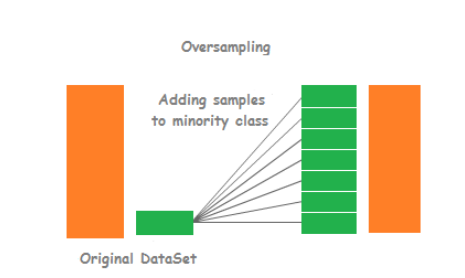 Oversampling
Adding samples
to minority class
Original DataSet